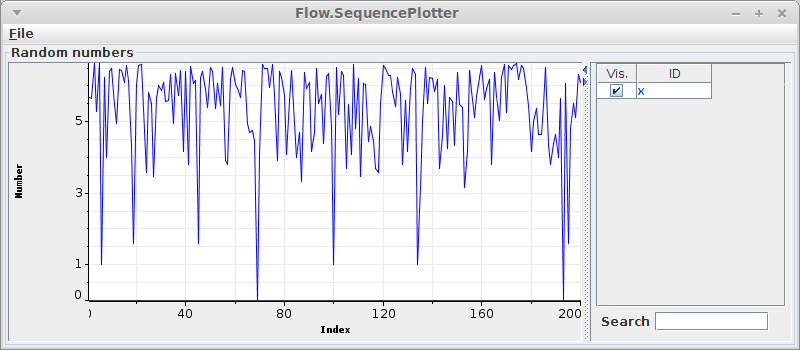 Flow.SequencePlotter
File
Random numbers
Number
5
3
1
0
0 40 80 120 160 200
Index
Vis. ID
x
Search